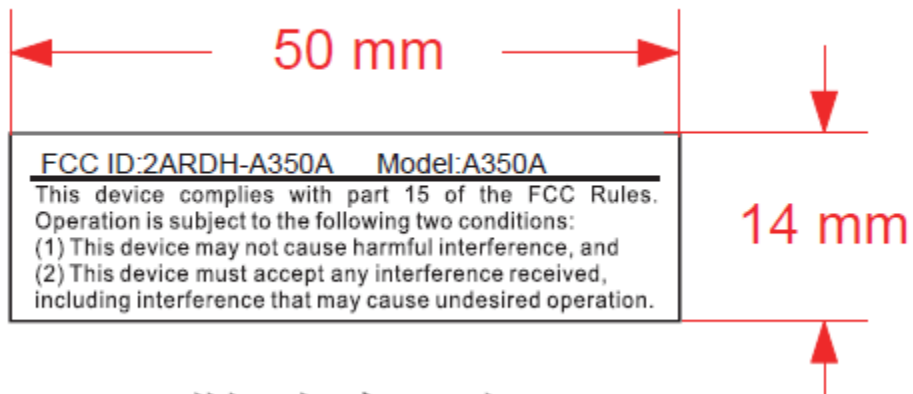 50 mm
FCC ID:2ARDH-A350A Model:A350A
This device complies with part 15 of the FCC Rules.
Operation is subject to the following two conditions:
(1) This device may not cause harmful interference, and
(2) This device must accept any interference received,
including interference that may cause undesired operation.
14 mm